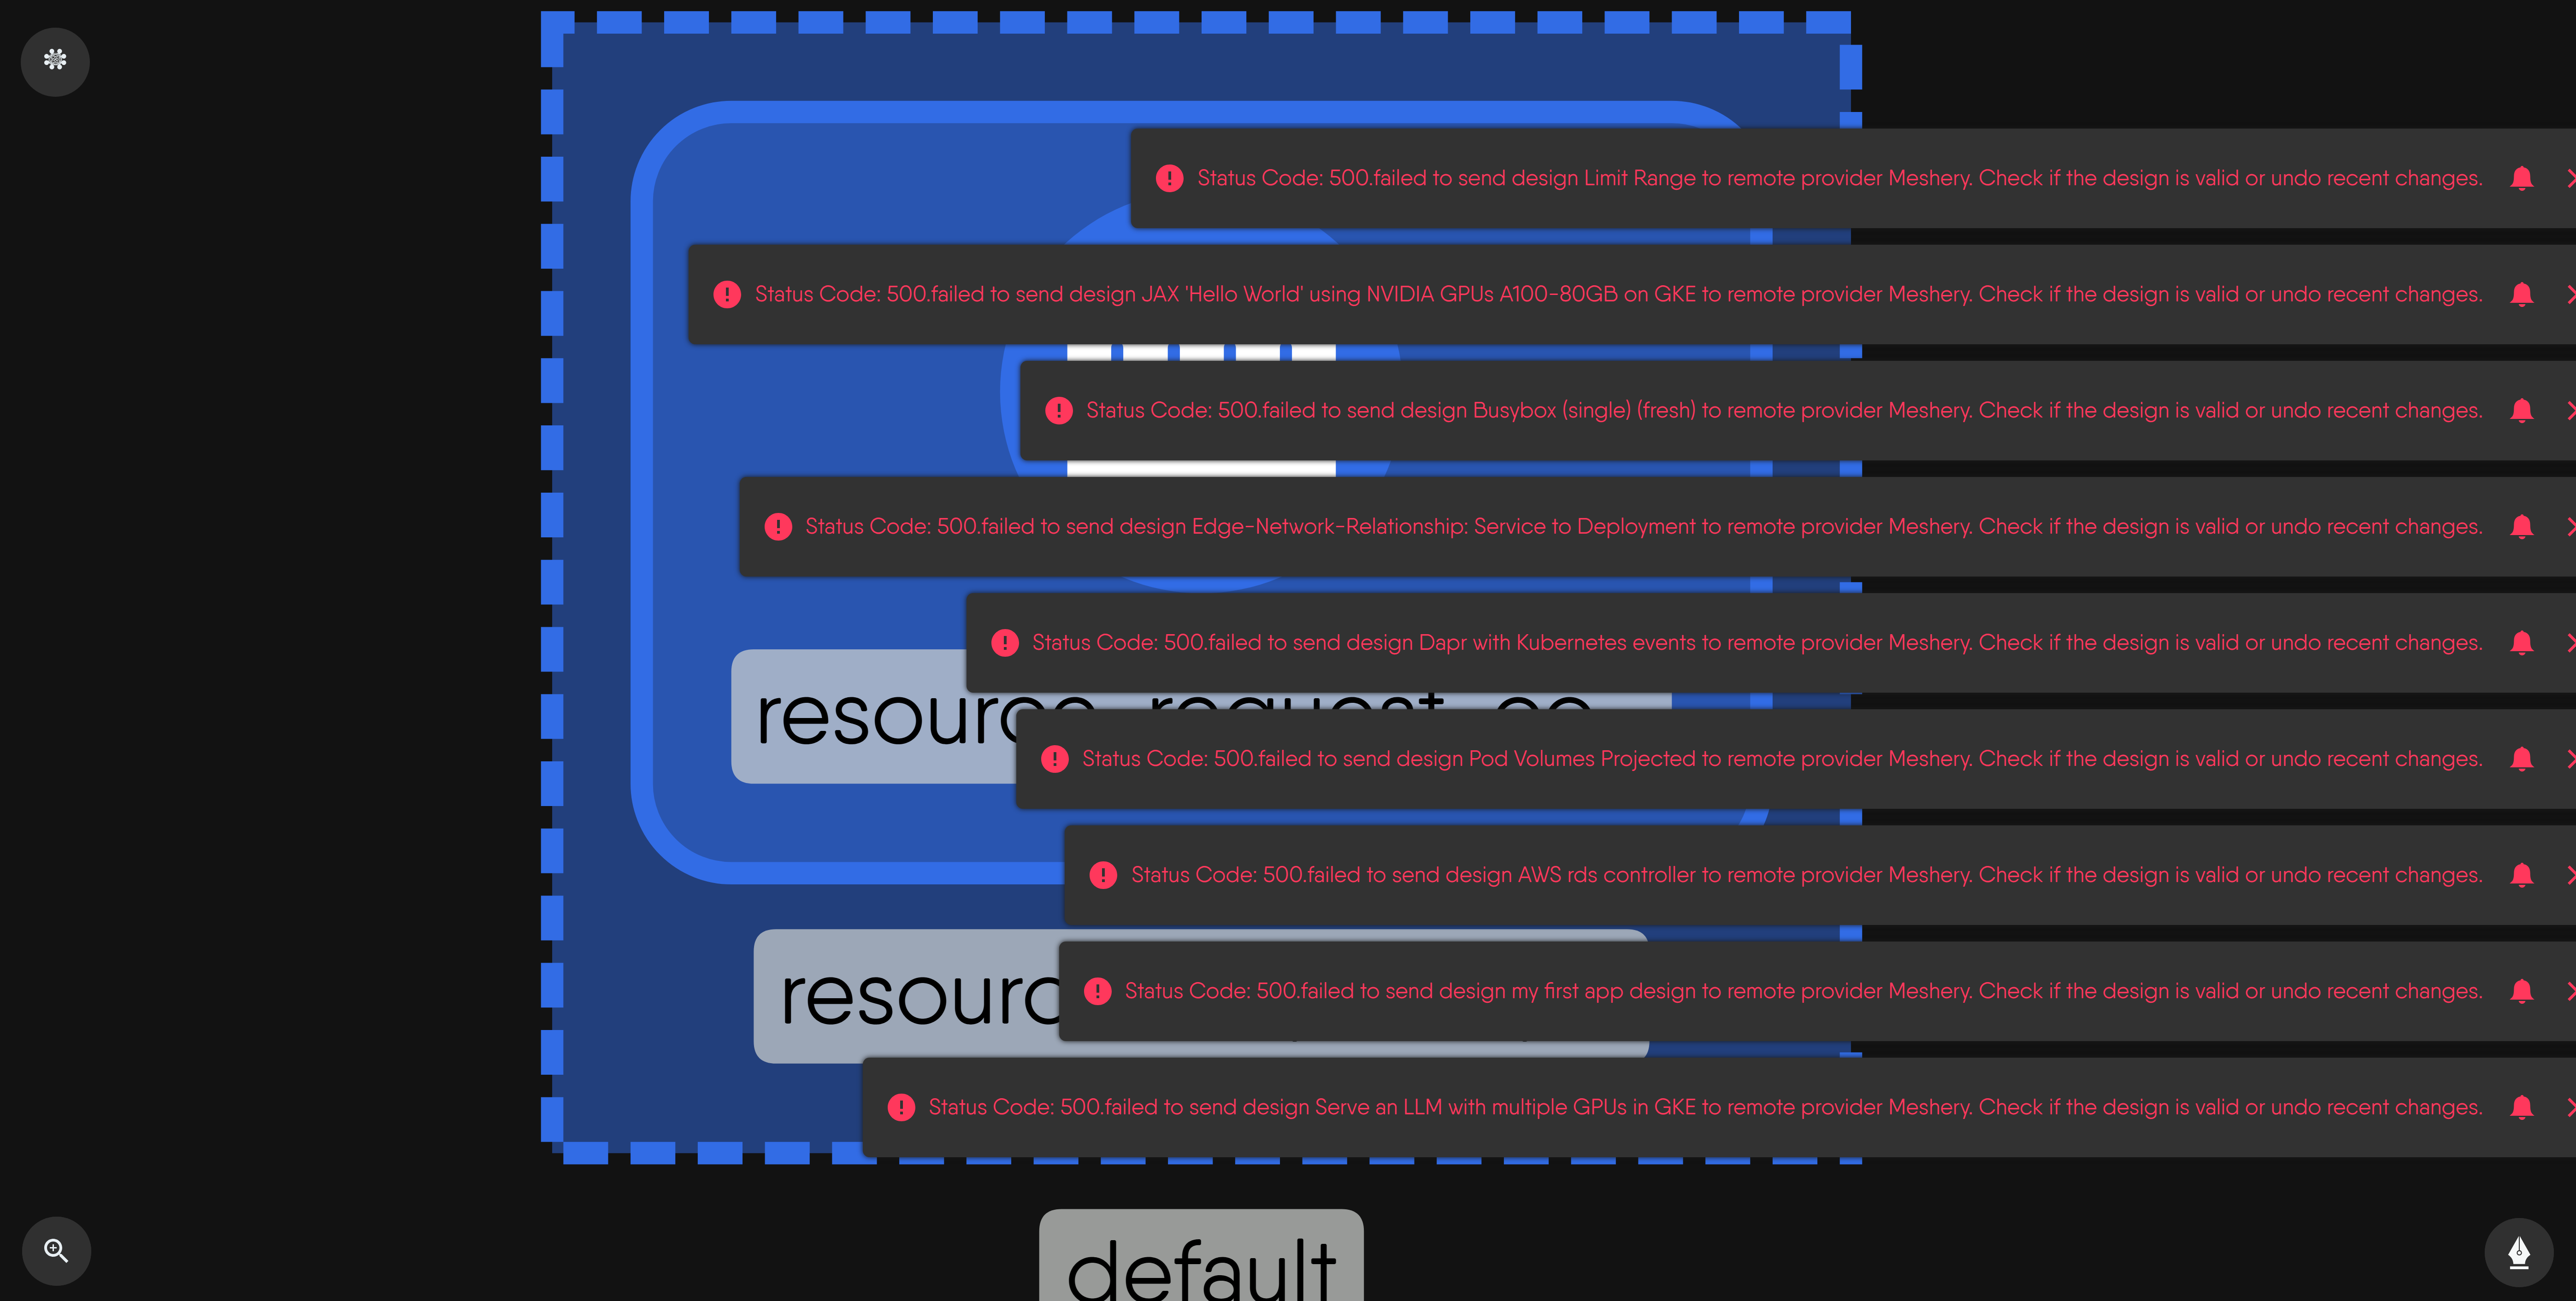 Status Code: 500.failed to send design Limit Range to remote provider Meshery. Check if the design is valid or undo recent changes.
Status Code: 500.failed to send design JAX 'Hello World' using NVIDIA GPUs A100-80GB on GKE to remote provider Meshery. Check if the design is valid or undo recent changes.
Status Code: 500.failed to send design Busybox (single) (fresh) to remote provider Meshery. Check if the design is valid or undo recent changes.
Status Code: 500.failed to send design Edge-Network-Relationship: Service to Deployment to remote provider Meshery. Check if the design is valid or undo recent changes.
Status Code: 500.failed to send design Dapr with Kubernetes events to remote provider Meshery. Check if the design is valid or undo recent changes.
Status Code: 500.failed to send design Pod Volumes Projected to remote provider Meshery. Check if the design is valid or undo recent changes.
Status Code: 500.failed to send design AWS rds controller to remote provider Meshery. Check if the design is valid or undo recent changes.
Status Code: 500.failed to send design my first app design to remote provider Meshery. Check if the design is valid or undo recent changes.
Status Code: 500.failed to send design Serve an LLM with multiple GPUs in GKE to remote provider Meshery. Check if the design is valid or undo recent changes.
default